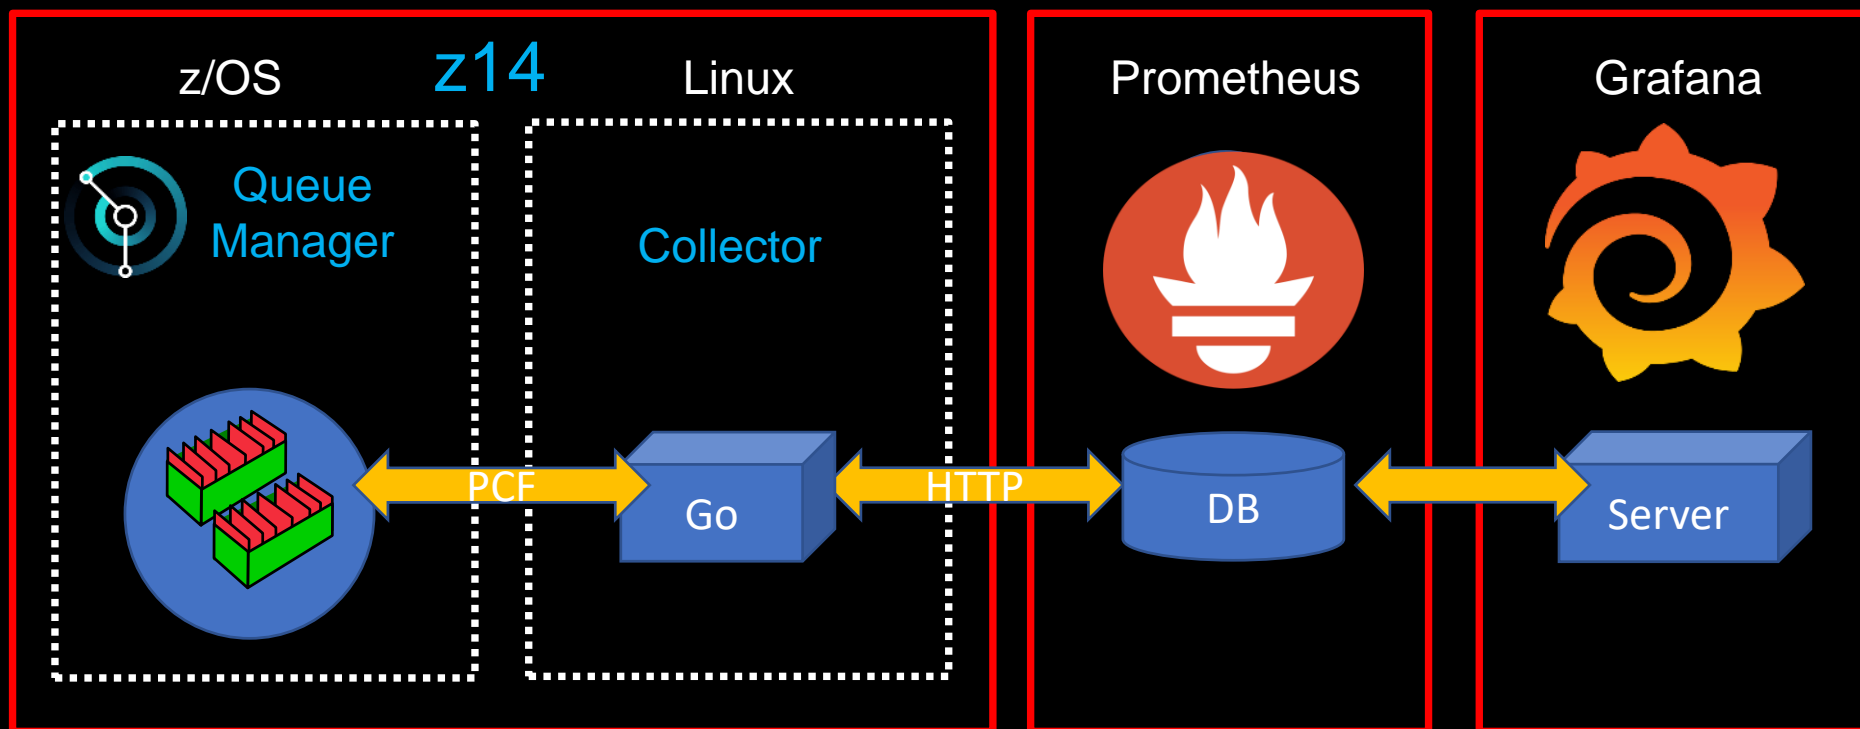 z/OS
z14
Linux
Prometheus
Grafana
Queue
Manager
Collector
PCF
Go
HTTP
DB
Server